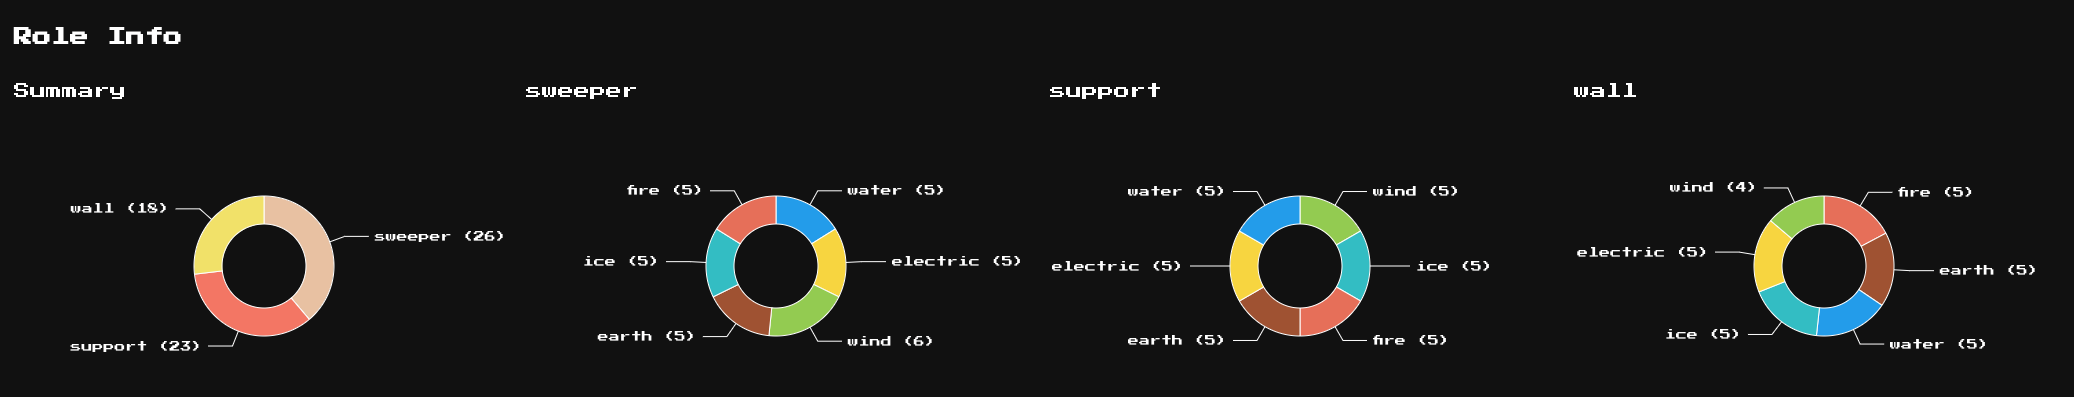 Role Info
Summary
wall (18)
sweeper (26)
support (23)
sweeper
fire (5)
water (5)
ice (5)
electric (5)
earth (5)
wind (6)
support
water (5)
wind (5)
electric (5)
ice (5)
earth (5)
fire (5)
wall
wind (4)
fire (5)
electric (5)
earth (5)
ice (5)
water (5)